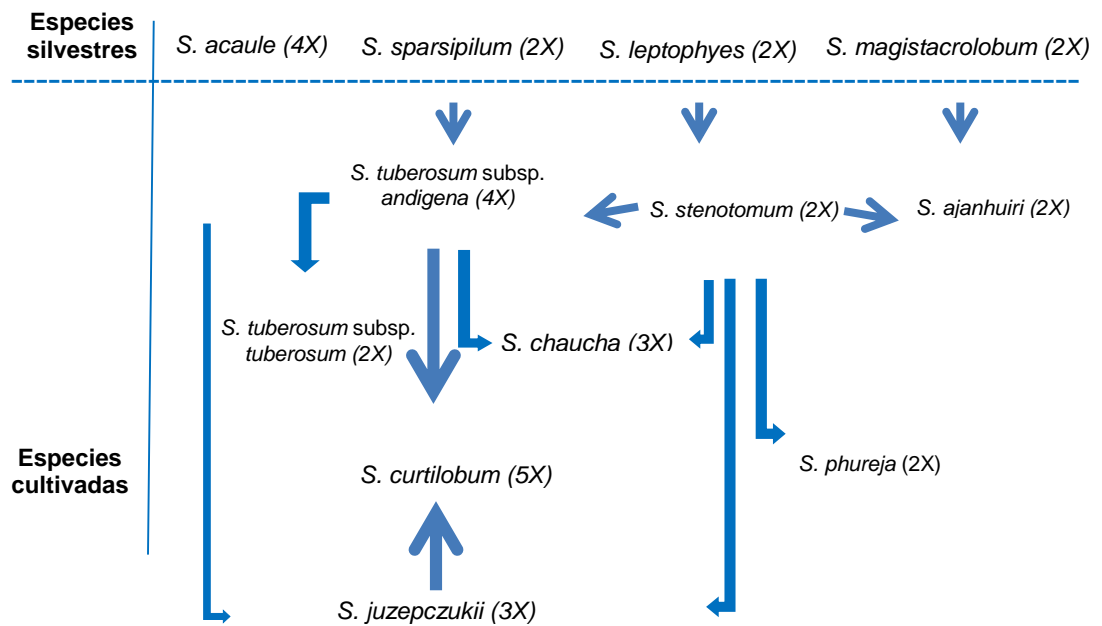 Especies
silvestres
S. acaule (4X)
S. sparsipilum (2X)
S. leptophyes (2X)
S. magistacrolobum (2X)
S. tuberosum subsp.
andigena (4X)
S. stenotomum (2X)
S. ajanhuiri (2X)
S. tuberosum subsp.
tuberosum (2X)
S. chaucha (3X)
Especies
cultivadas
S. curtilobum (5X)
S. phureja (2X)
S. juzepczukii (3X)